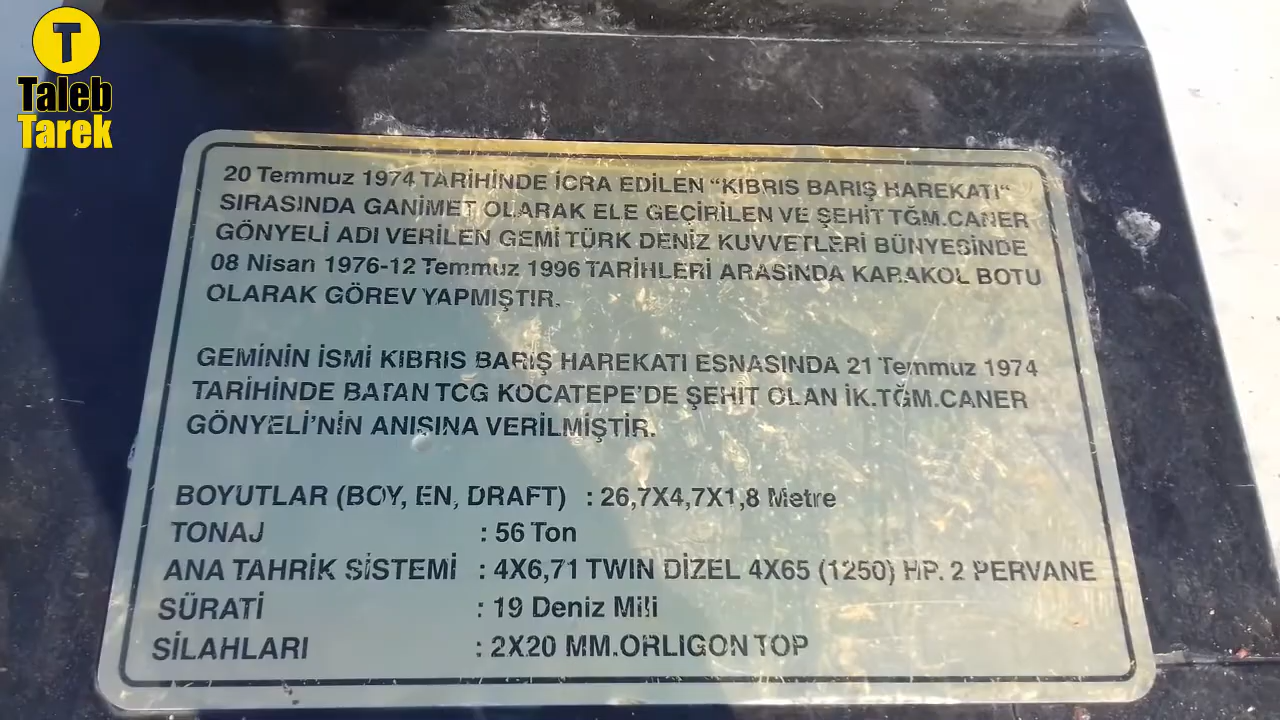 T
Taleb
Tarek
20 Temmuz 1974 TARİHİNDE İCRA EDİLEN "KIBRIS BARIŞ HAREKATI"
SIRASINDA GANİMET OLARAK ELE GEÇİRİLEN VE ŞEHİT TĞM.CANER
GÖNYELİ ADI VERİLEN GEMİ TÜRK DENİZ KUVVETLERİ BÜNYESİNDE
08 Nisan 1976-12 Temmuz 1996 TARİHLERİ ARASINDA KARAKOL BOTU
OLARAK GÖREV YAPMIŞTIR.
GEMİNİN İSMİ KIBRIS BARIŞ HAREKATI ESNASINDA 21 Temmuz 1974
TARİHİNDE BATAN TCG KOCATEPE'DE ŞEHİT OLAN İK.TĞM.CANER
GÖNYELİ'NİN ANISINA VERİLMİŞTİR.
BOYUTLAR (BOY, EN, DRAFT) : 26,7X4,7X1,8 Metre
TONAJ : 56 Ton
ANA TAHRİK SİSTEMİ : 4X6,71 TWIN DİZEL 4X65 (1250) HP. 2 PERVANE
SÜRATİ : 19 Deniz Mili
SİLAHLARI : 2X20 MM.ORLIGON TOP